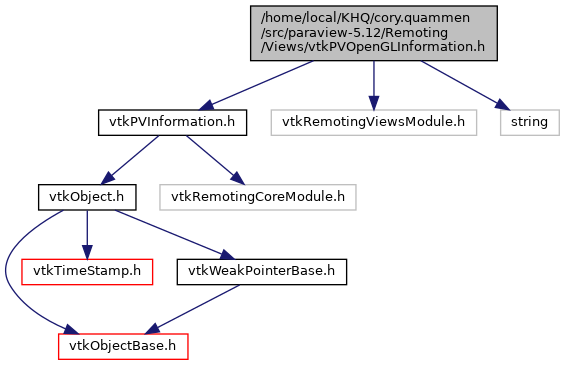 /home/local/KHQ/cory.quammen
/src/paraview-5.12/Remoting
/Views/vtkPVOpenGLInformation.h
vtkPVInformation.h
vtkRemotingViewsModule.h
string
vtkObject.h
vtkRemotingCoreModule.h
vtkTimeStamp.h
vtkWeakPointerBase.h
vtkObjectBase.h